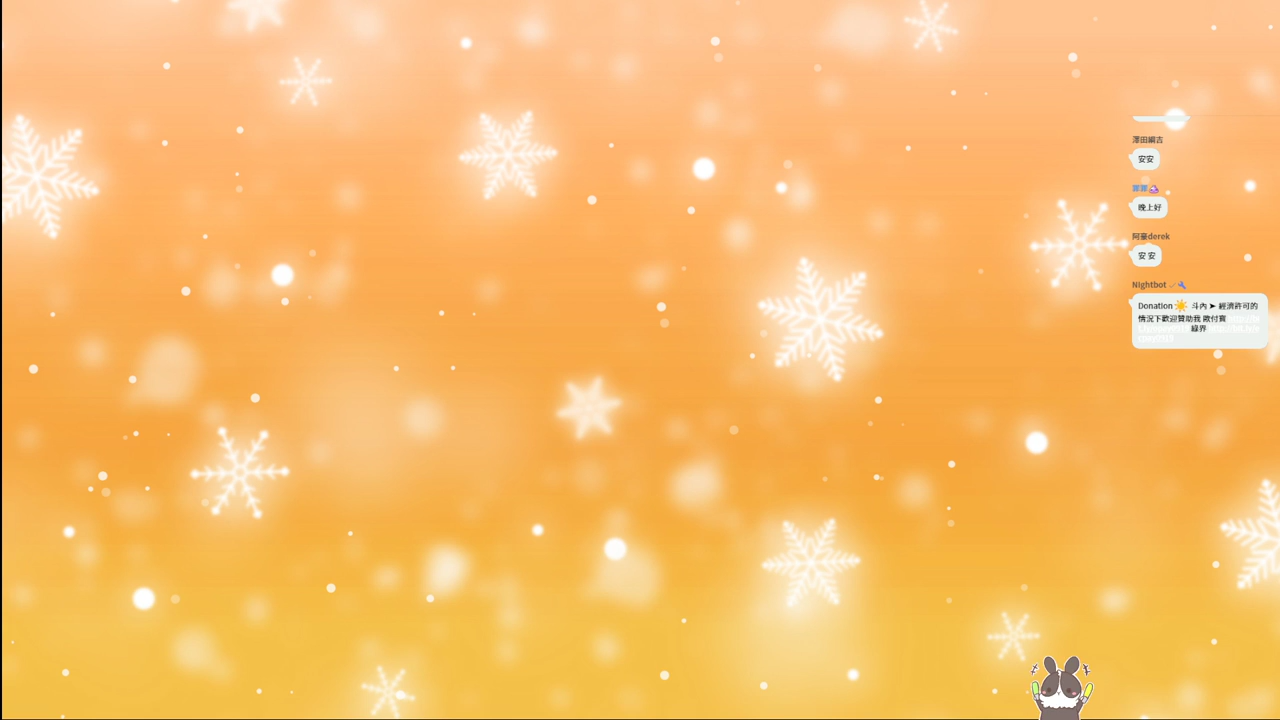 澤田綱吉
安安
菲菲
晚上好
阿豪derek
安 安
Nightbot
Donation ☀ 斗內 ➤ 經濟許可的
情況下歡迎贊助我 歐付寶
綠界